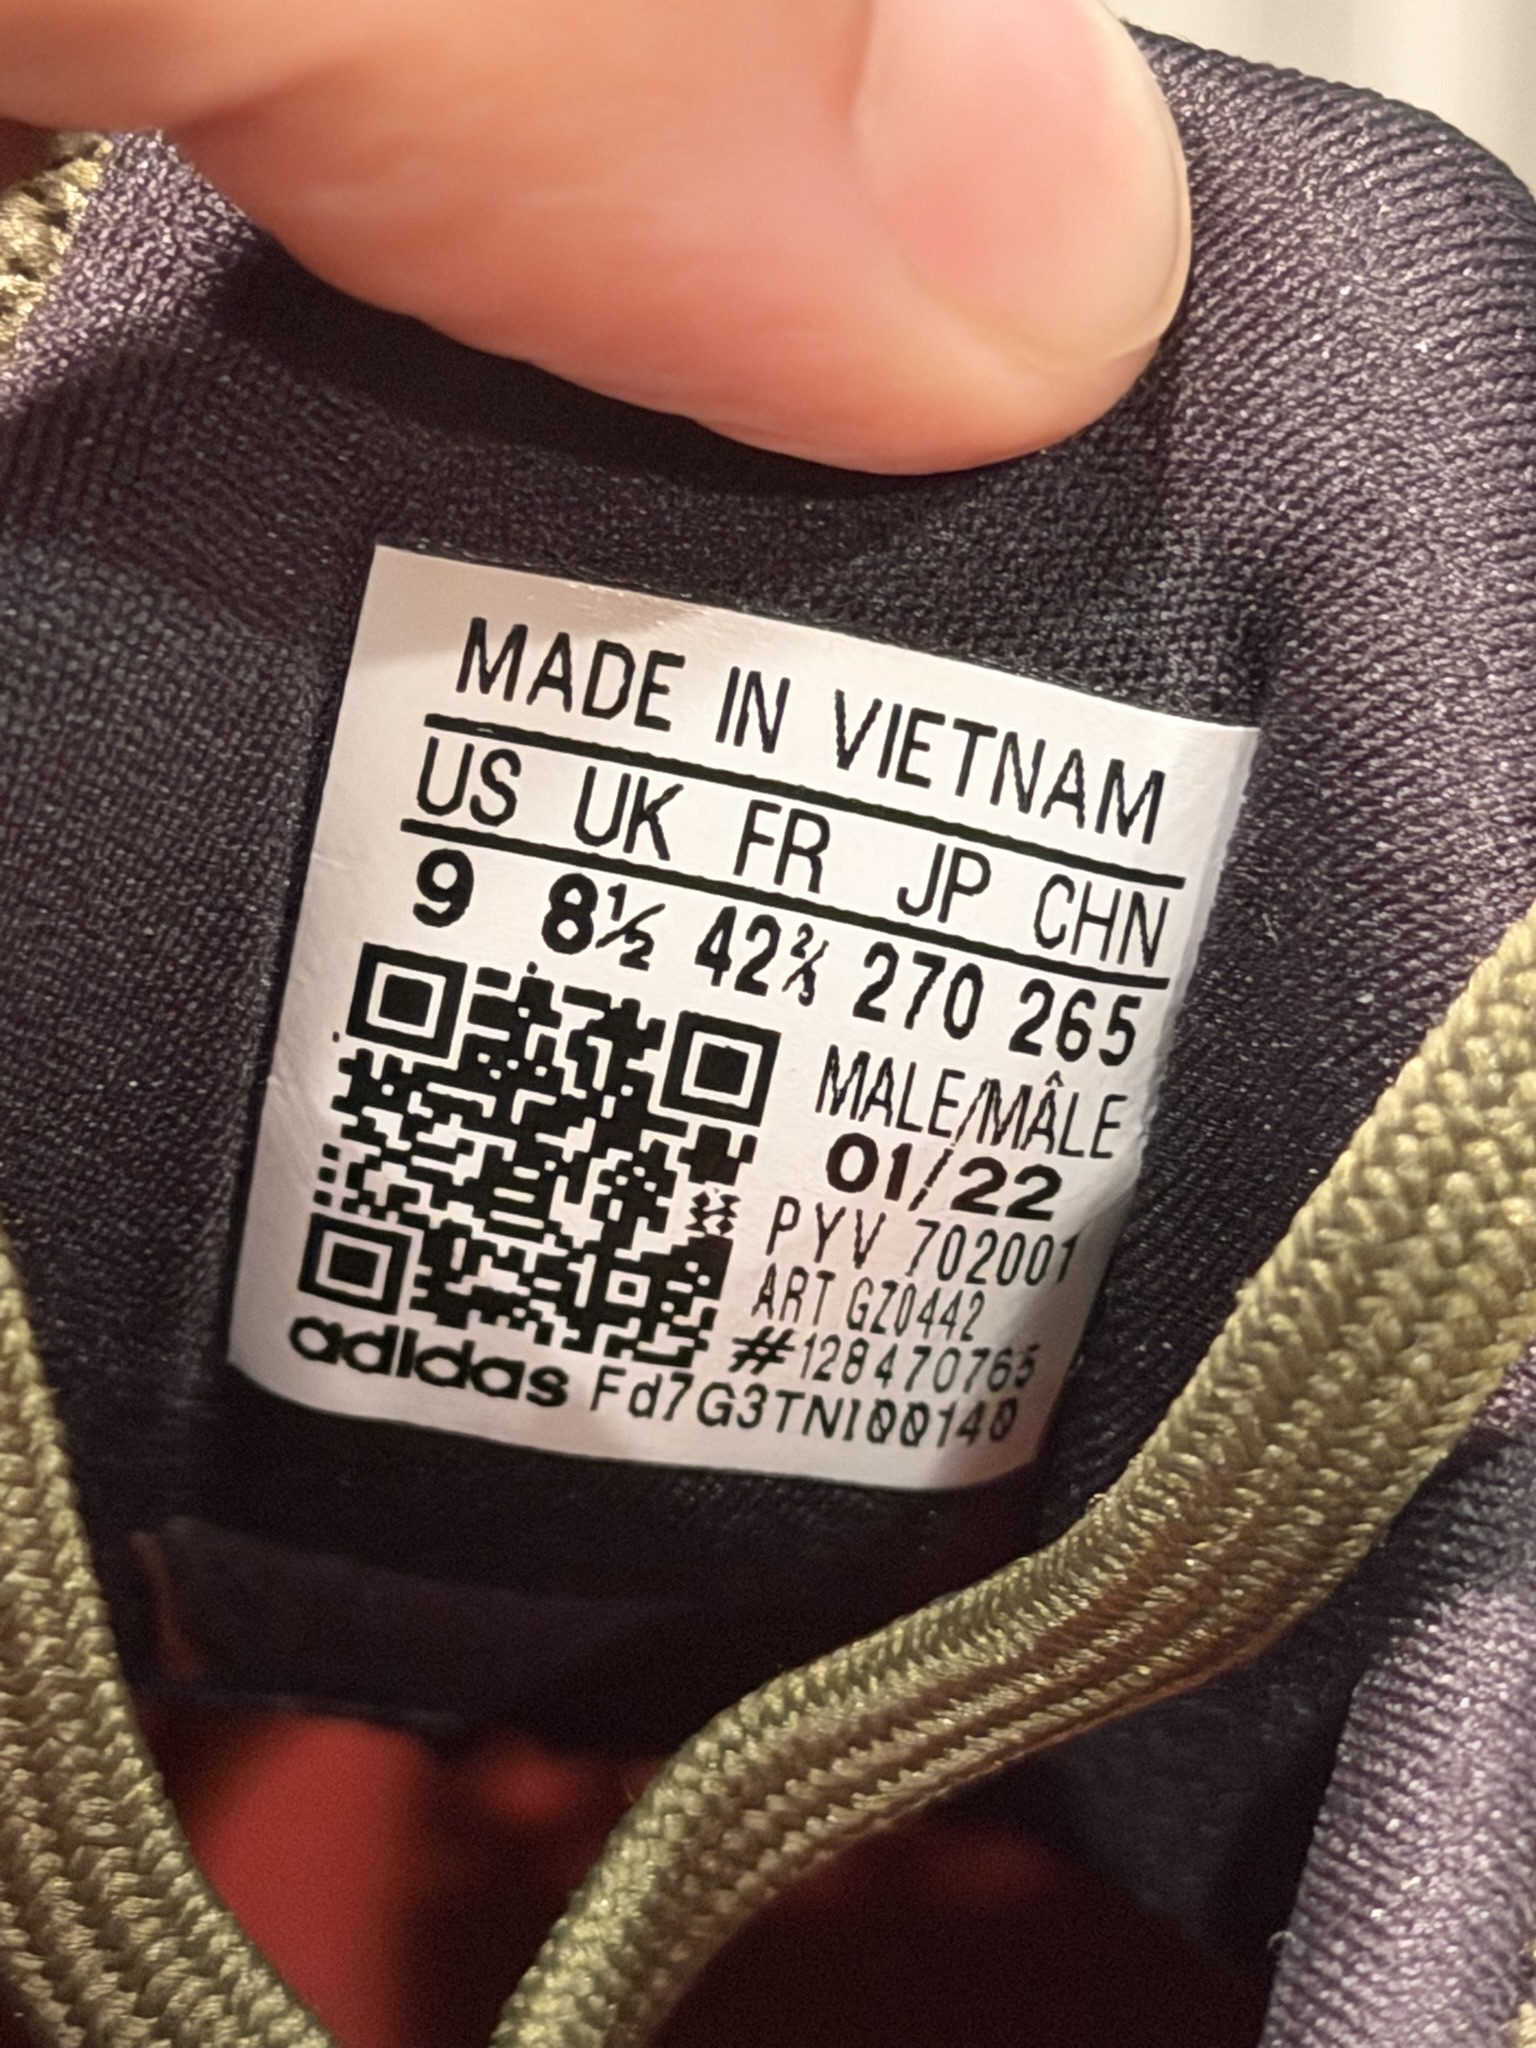 MADE IN VIETNAM
US UK FR JP CHN
9 8½ 42⅔ 270 265
MALE/MÂLE
01/22
PYV 702001
ART GZ0442
#128470765
adidas Fd7G3TNI00140